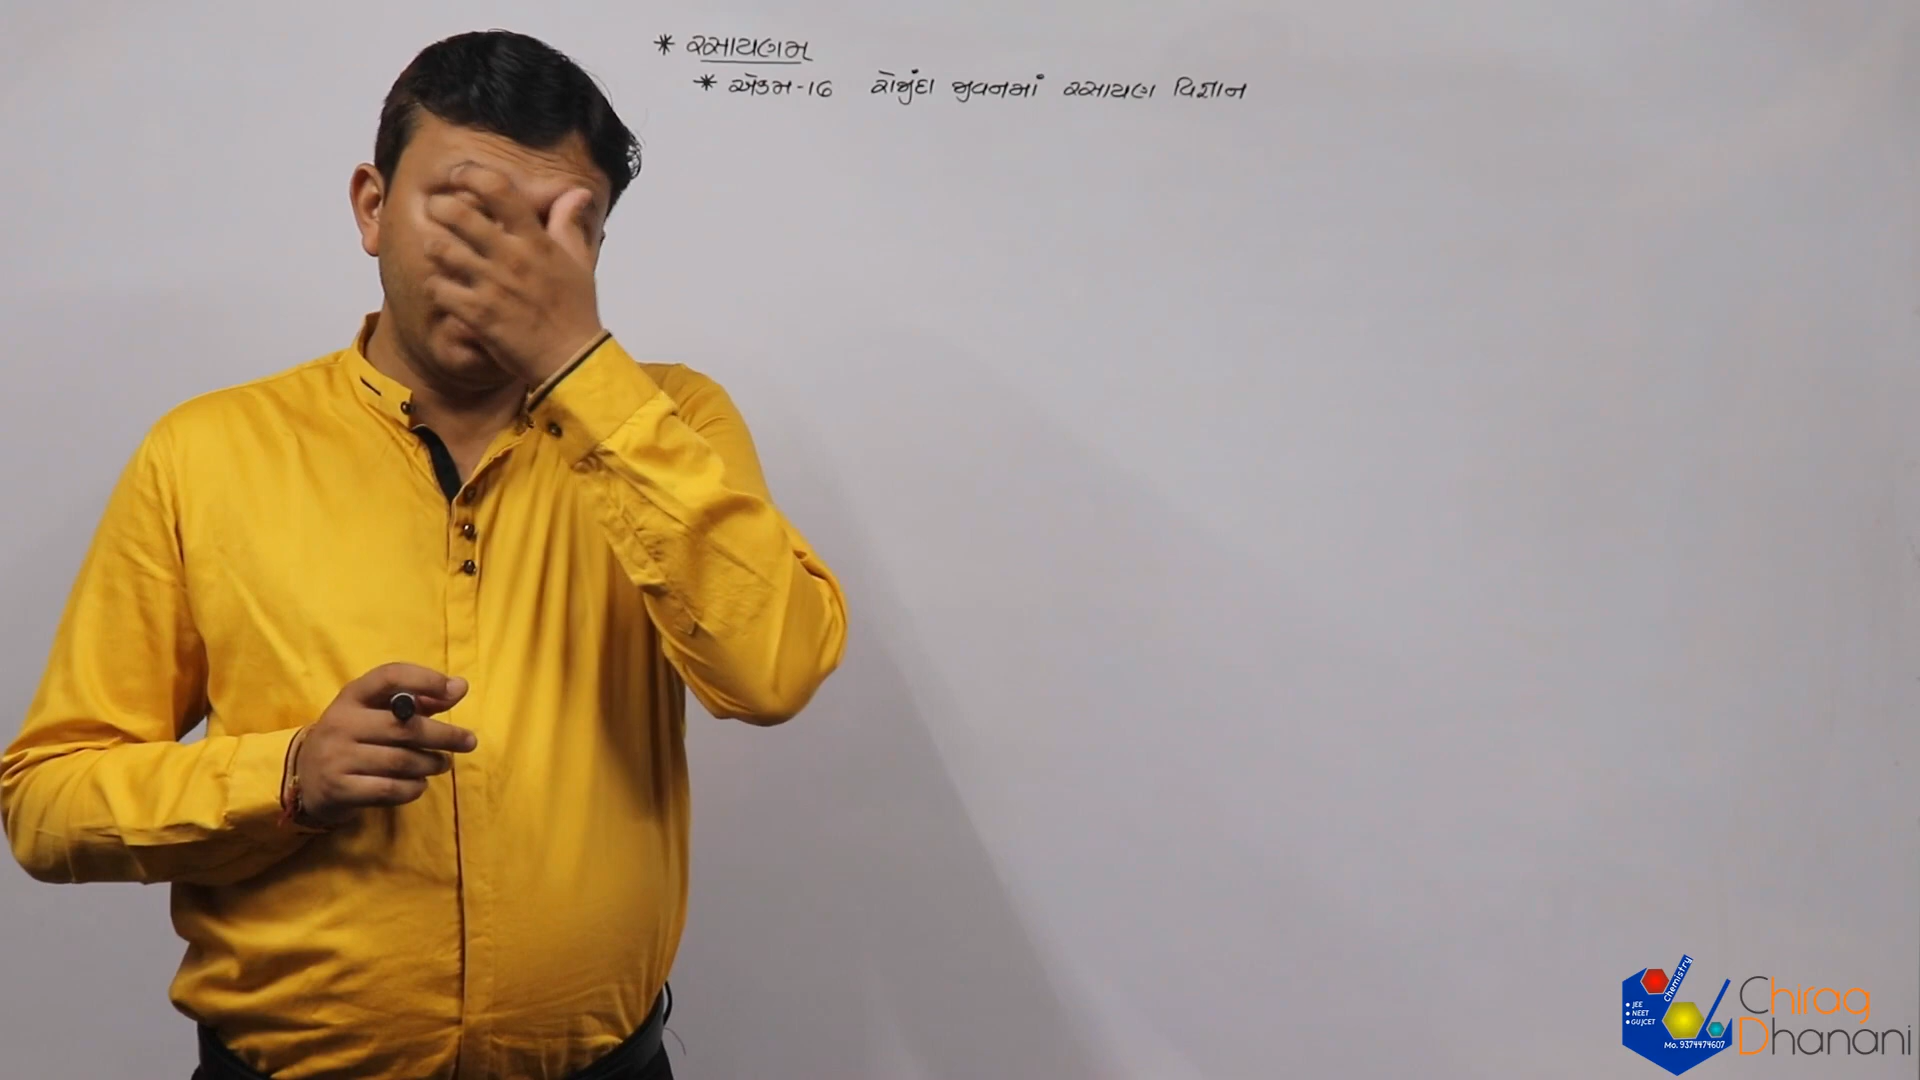 * રસાયણમ્
* એકમ-16 રોજીંદા જીવનમાં રસાયણ વિજ્ઞાન
Chemistry
• JEE
• NEET
• GUJCET
Mo. 9374474607
Chirag
Dhanani